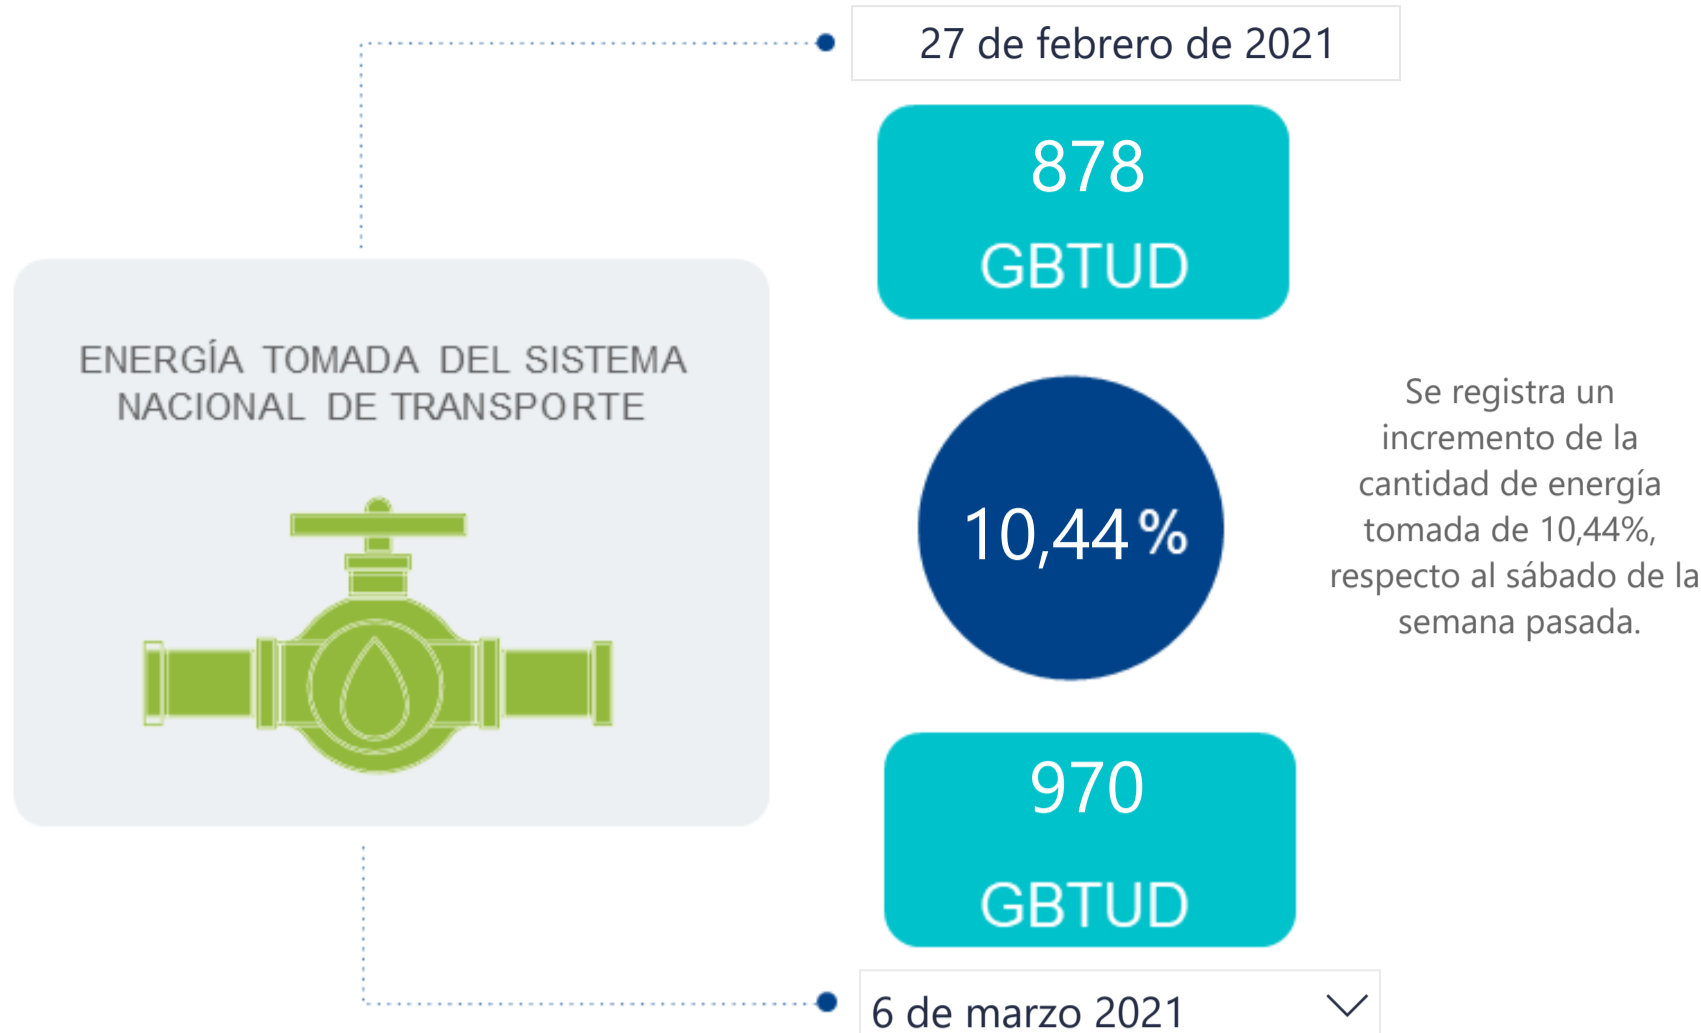 27 de febrero de 2021
878
GBTUD
ENERGÍA TOMADA DEL SISTEMA
NACIONAL DE TRANSPORTE
10,44%
Se registra un
incremento de la
cantidad de energía
tomada de 10,44%,
respecto al sábado de la
semana pasada.
970
GBTUD
6 de marzo 2021